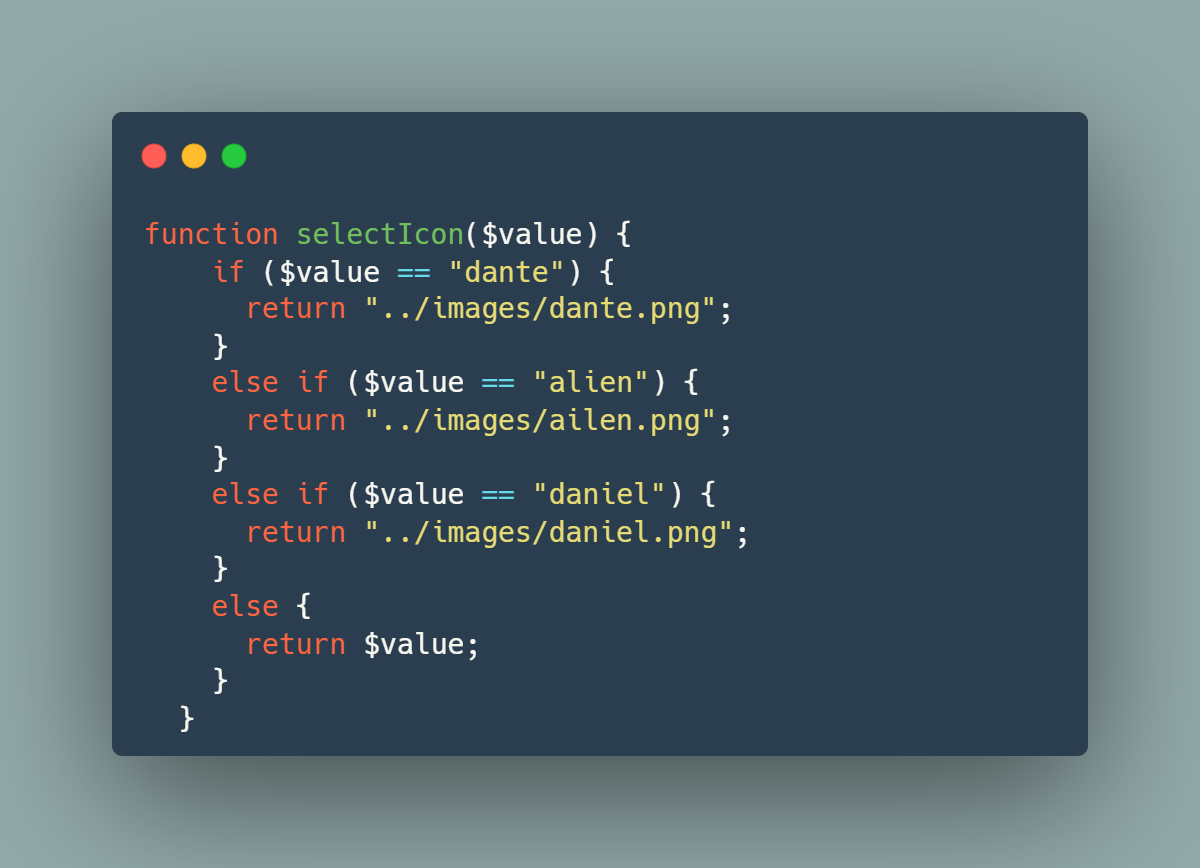 function selectIcon($value) {
    if ($value == "dante") {
      return "../images/dante.png";
    }
    else if ($value == "alien") {
      return "../images/ailen.png";
    }
    else if ($value == "daniel") {
      return "../images/daniel.png";
    }
    else {
      return $value;
    }
  }